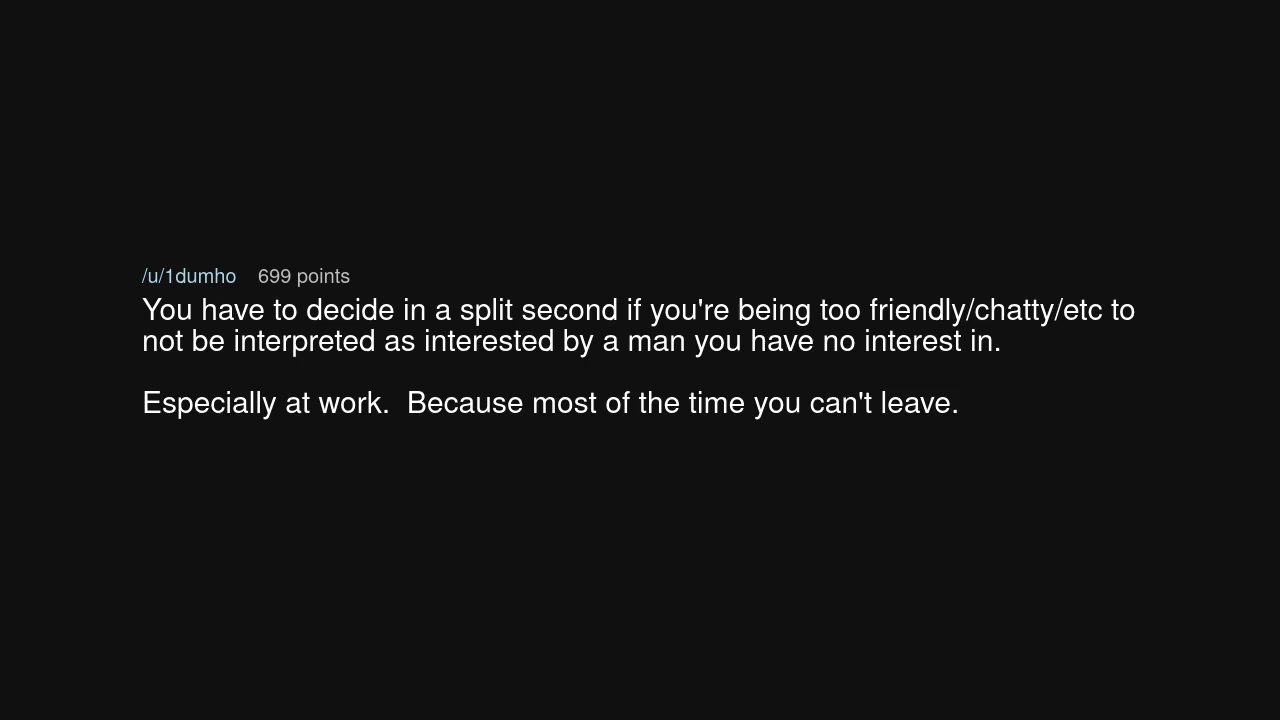 /u/1dumho 699 points
You have to decide in a split second if you're being too friendly/chatty/etc to
not be interpreted as interested by a man you have no interest in.
Especially at work.  Because most of the time you can't leave.